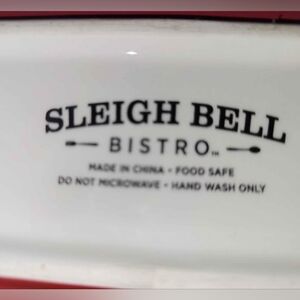 SLEIGH BELL
BISTRO™
MADE IN CHINA • FOOD SAFE
DO NOT MICROWAVE • HAND WASH ONLY